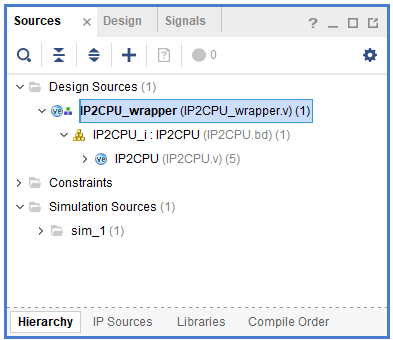 Sources × Design Signals ? _ □
0
Design Sources (1)
IP2CPU_wrapper (IP2CPU_wrapper.v) (1)
IP2CPU_i : IP2CPU (IP2CPU.bd) (1)
IP2CPU (IP2CPU.v) (5)
Constraints
Simulation Sources (1)
sim_1 (1)
Hierarchy IP Sources Libraries Compile Order